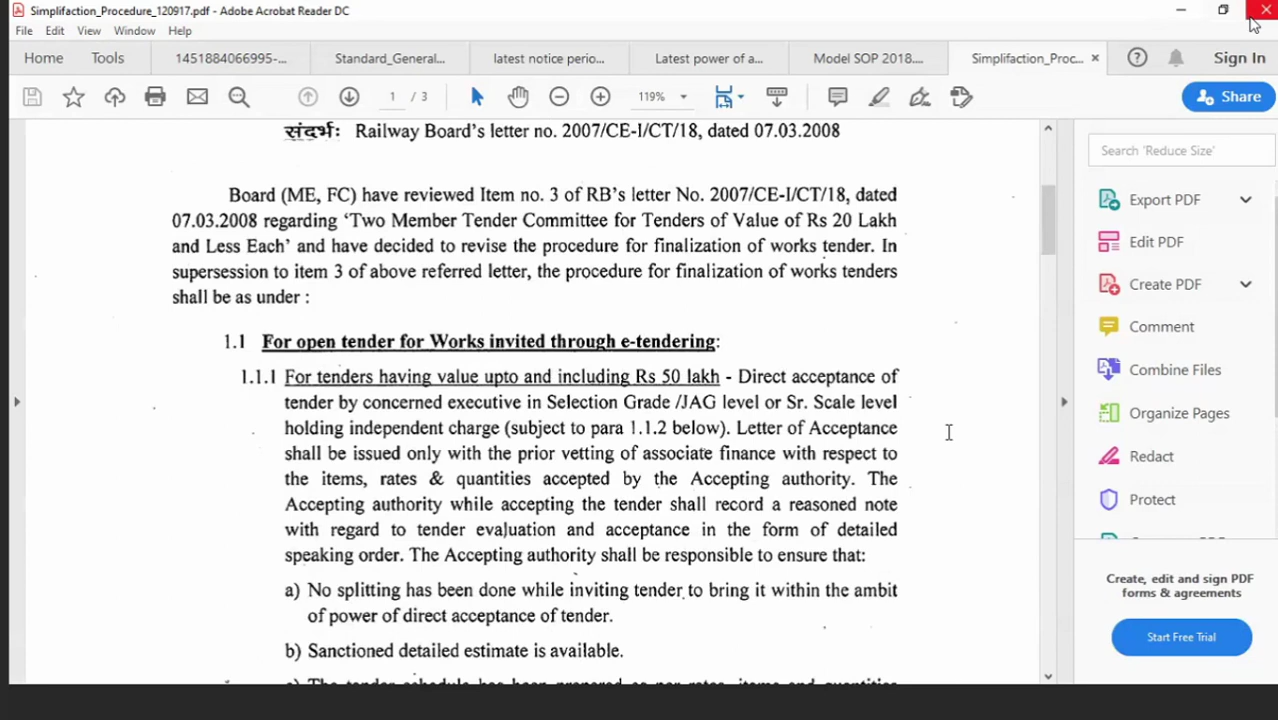 Simplifaction_Procedure_120917.pdf - Adobe Acrobat Reader DC
File Edit View Window Help
Home Tools 1451884066995-... Standard_General... latest notice perio... Latest power of a... Model SOP 2018.... Simplifaction_Proc... × Sign In
1 / 3 119% Share
संदर्भः Railway Board's letter no. 2007/CE-I/CT/18, dated 07.03.2008
Board (ME, FC) have reviewed Item no. 3 of RB's letter No. 2007/CE-I/CT/18, dated
07.03.2008 regarding 'Two Member Tender Committee for Tenders of Value of Rs 20 Lakh
and Less Each' and have decided to revise the procedure for finalization of works tender. In
supersession to item 3 of above referred letter, the procedure for finalization of works tenders
shall be as under :
1.1 For open tender for Works invited through e-tendering:
1.1.1 For tenders having value upto and including Rs 50 lakh - Direct acceptance of
tender by concerned executive in Selection Grade /JAG level or Sr. Scale level
holding independent charge (subject to para 1.1.2 below). Letter of Acceptance
shall be issued only with the prior vetting of associate finance with respect to
the items, rates & quantities accepted by the Accepting authority. The
Accepting authority while accepting the tender shall record a reasoned note
with regard to tender evaluation and acceptance in the form of detailed
speaking order. The Accepting authority shall be responsible to ensure that:
a) No splitting has been done while inviting tender to bring it within the ambit
of power of direct acceptance of tender.
b) Sanctioned detailed estimate is available.
The tender schedule has been prepared as per rates, items and quantities
Search 'Reduce Size'
Export PDF
Edit PDF
Create PDF
Comment
Combine Files
Organize Pages
Redact
Protect
Create, edit and sign PDF
forms & agreements
Start Free Trial